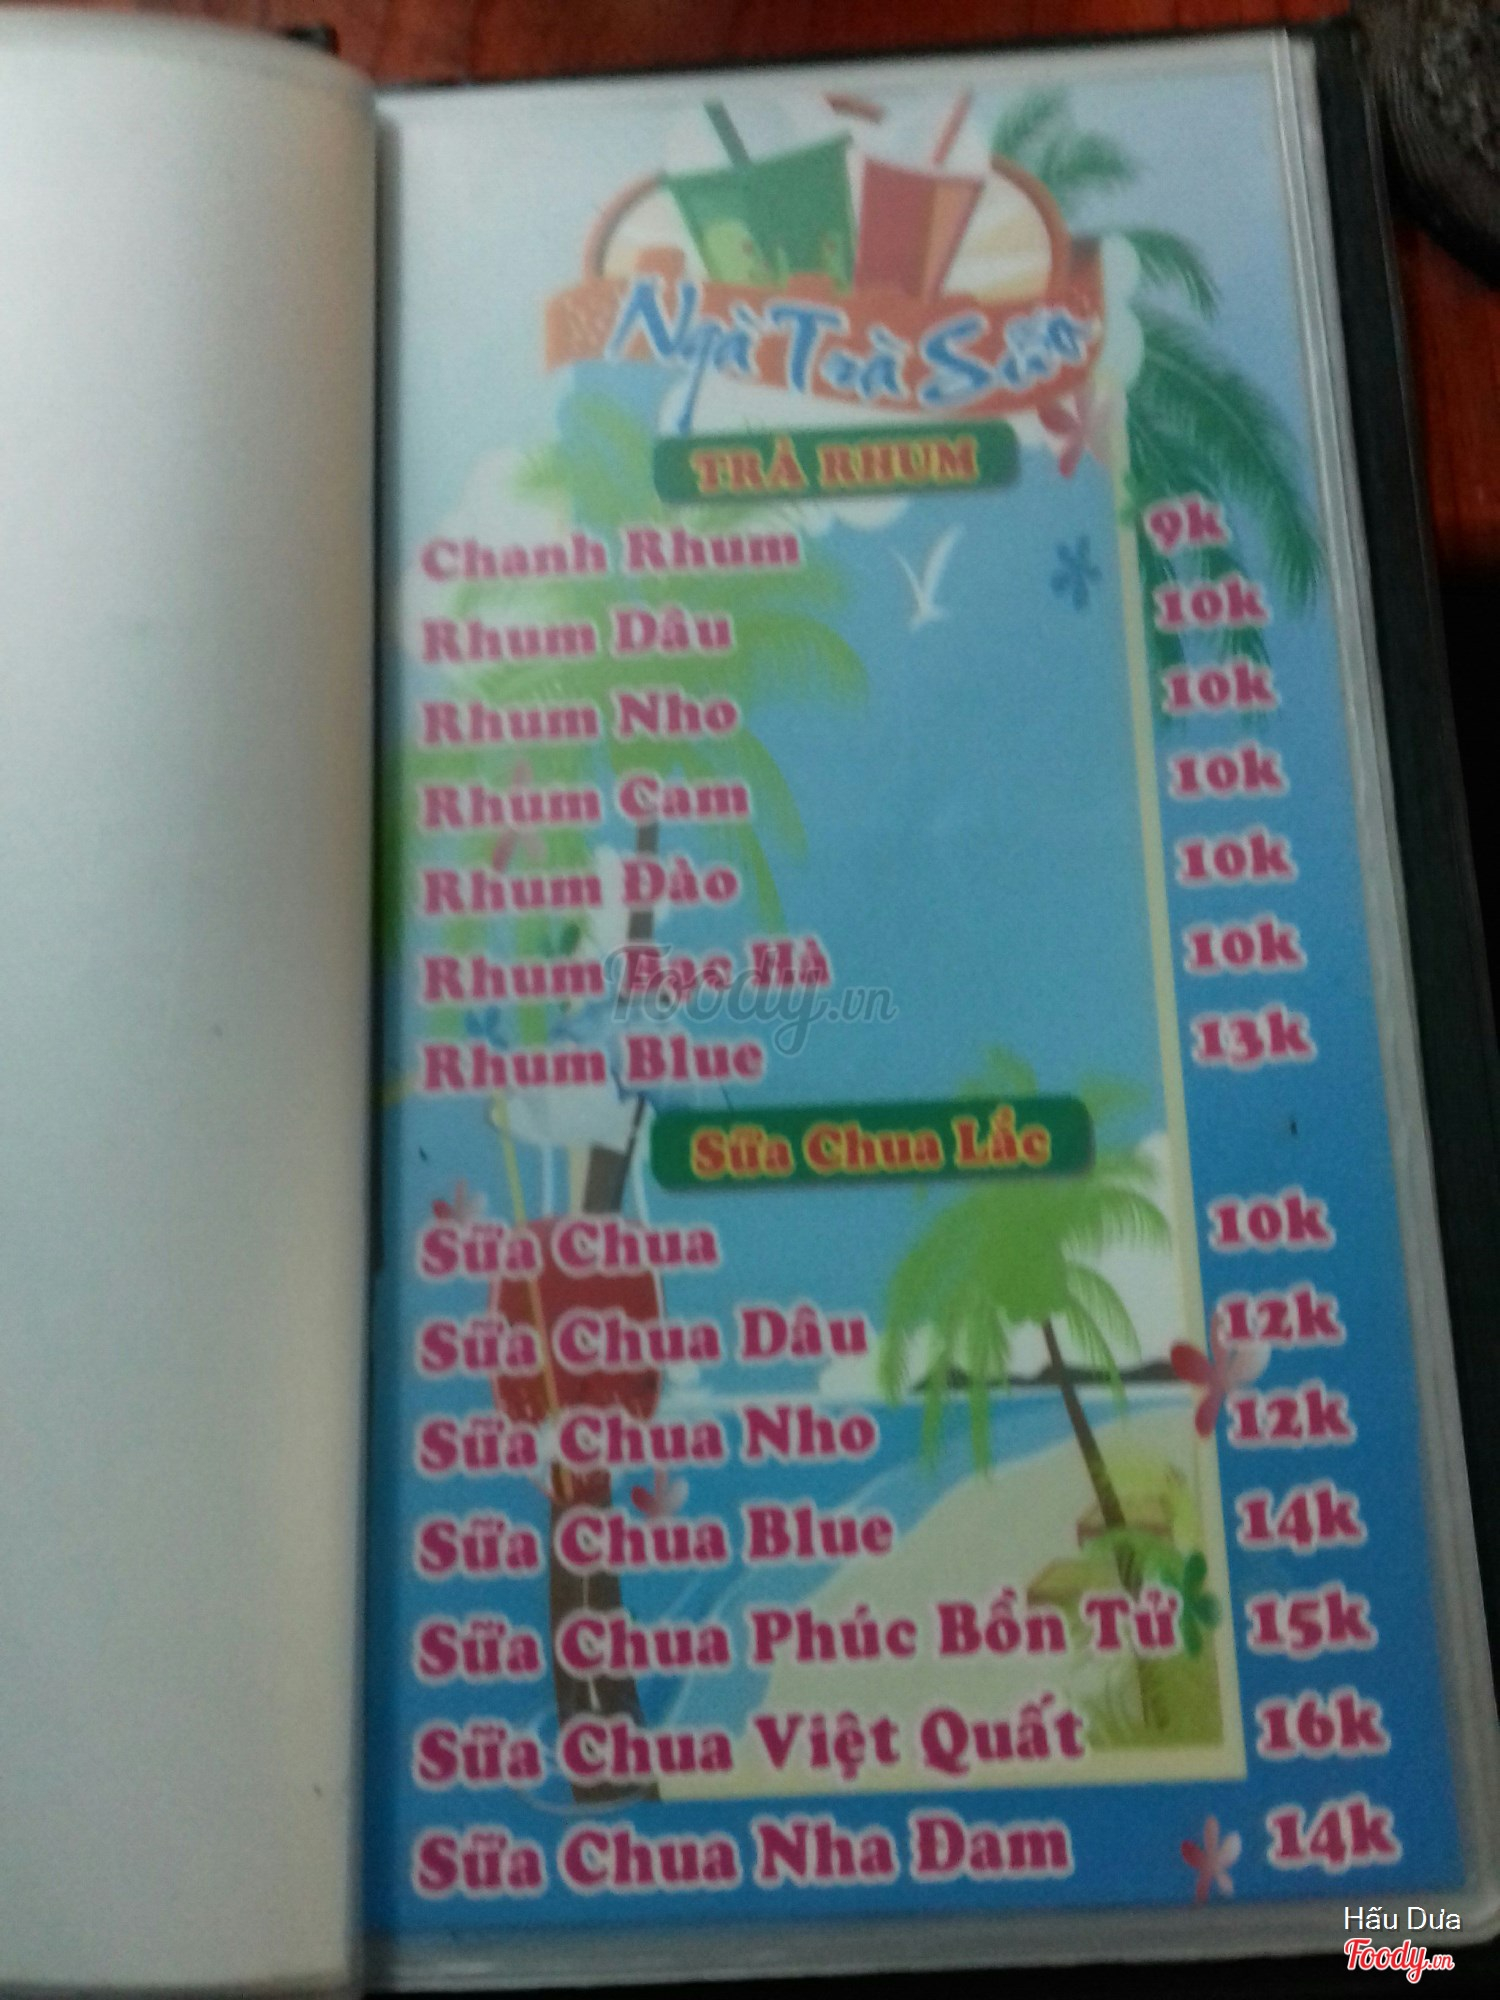 Ngà Trà Sữa
TRÀ RHUM
Chanh Rhum 9k
Rhum Dâu 10k
Rhum Nho 10k
Rhum Cam 10k
Rhum Đào 10k
Rhum Bạc Hà 10k
Rhum Blue 13k
Sữa Chua Lắc
Sữa Chua 10k
Sữa Chua Dâu 12k
Sữa Chua Nho 12k
Sữa Chua Blue 14k
Sữa Chua Phúc Bồn Tử 15k
Sữa Chua Việt Quất 16k
Sữa Chua Nha Đam 14k
Foody.vn
Hấu Dưa
Foody.vn